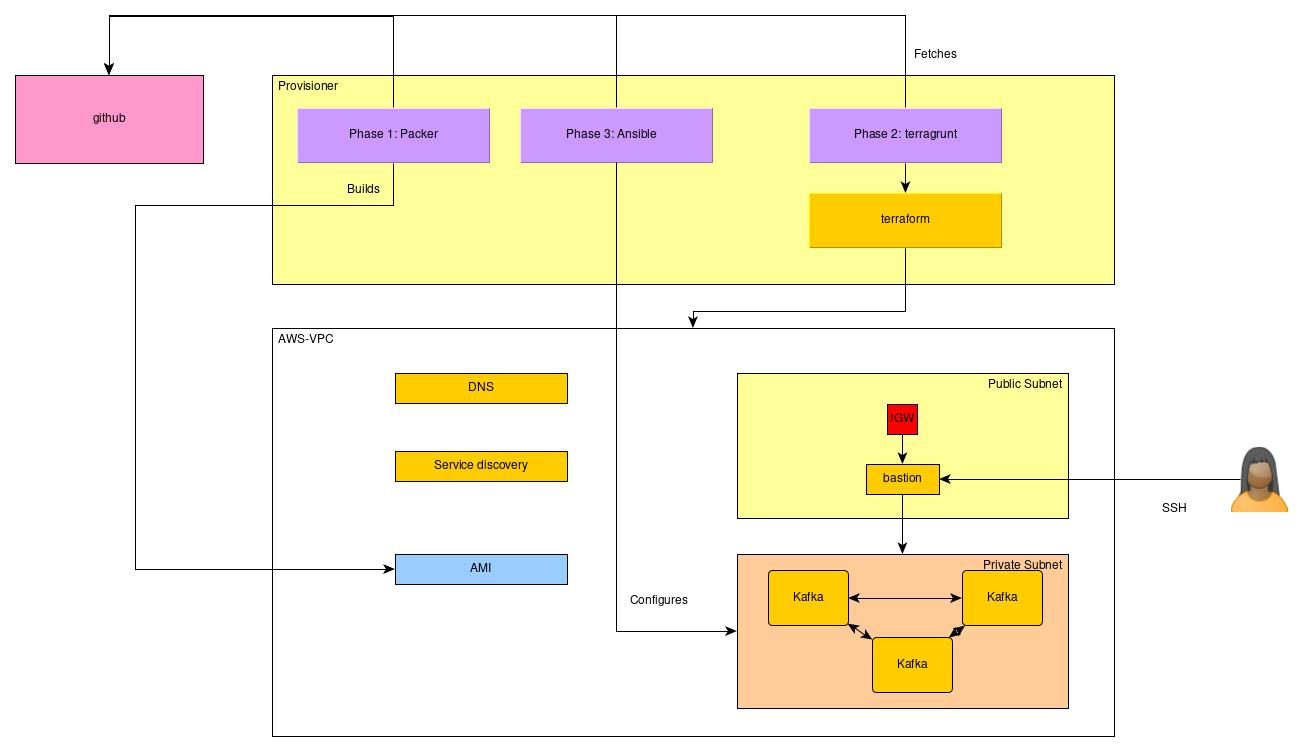 Fetches
Provisioner
github
Phase 1: Packer
Phase 3: Ansible
Phase 2: terragrunt
Builds
terraform
AWS-VPC
DNS
Public Subnet
IGW
Service discovery
bastion
SSH
AMI
Private Subnet
Configures
Kafka
Kafka
Kafka